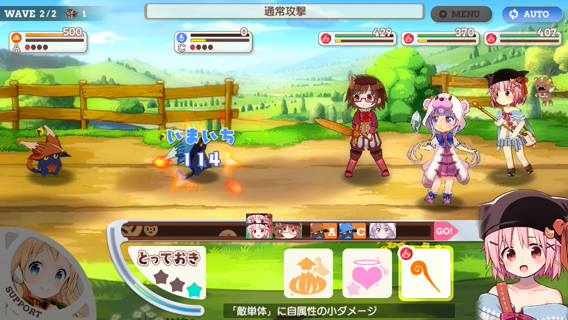 WAVE 2/2
1
通常攻撃
MENU
AUTO
500
A
0
C
429
370
407
いまいち
114
A
C
GO!
とっておき
SUPPORT
「敵単体」に自属性の小ダメージ